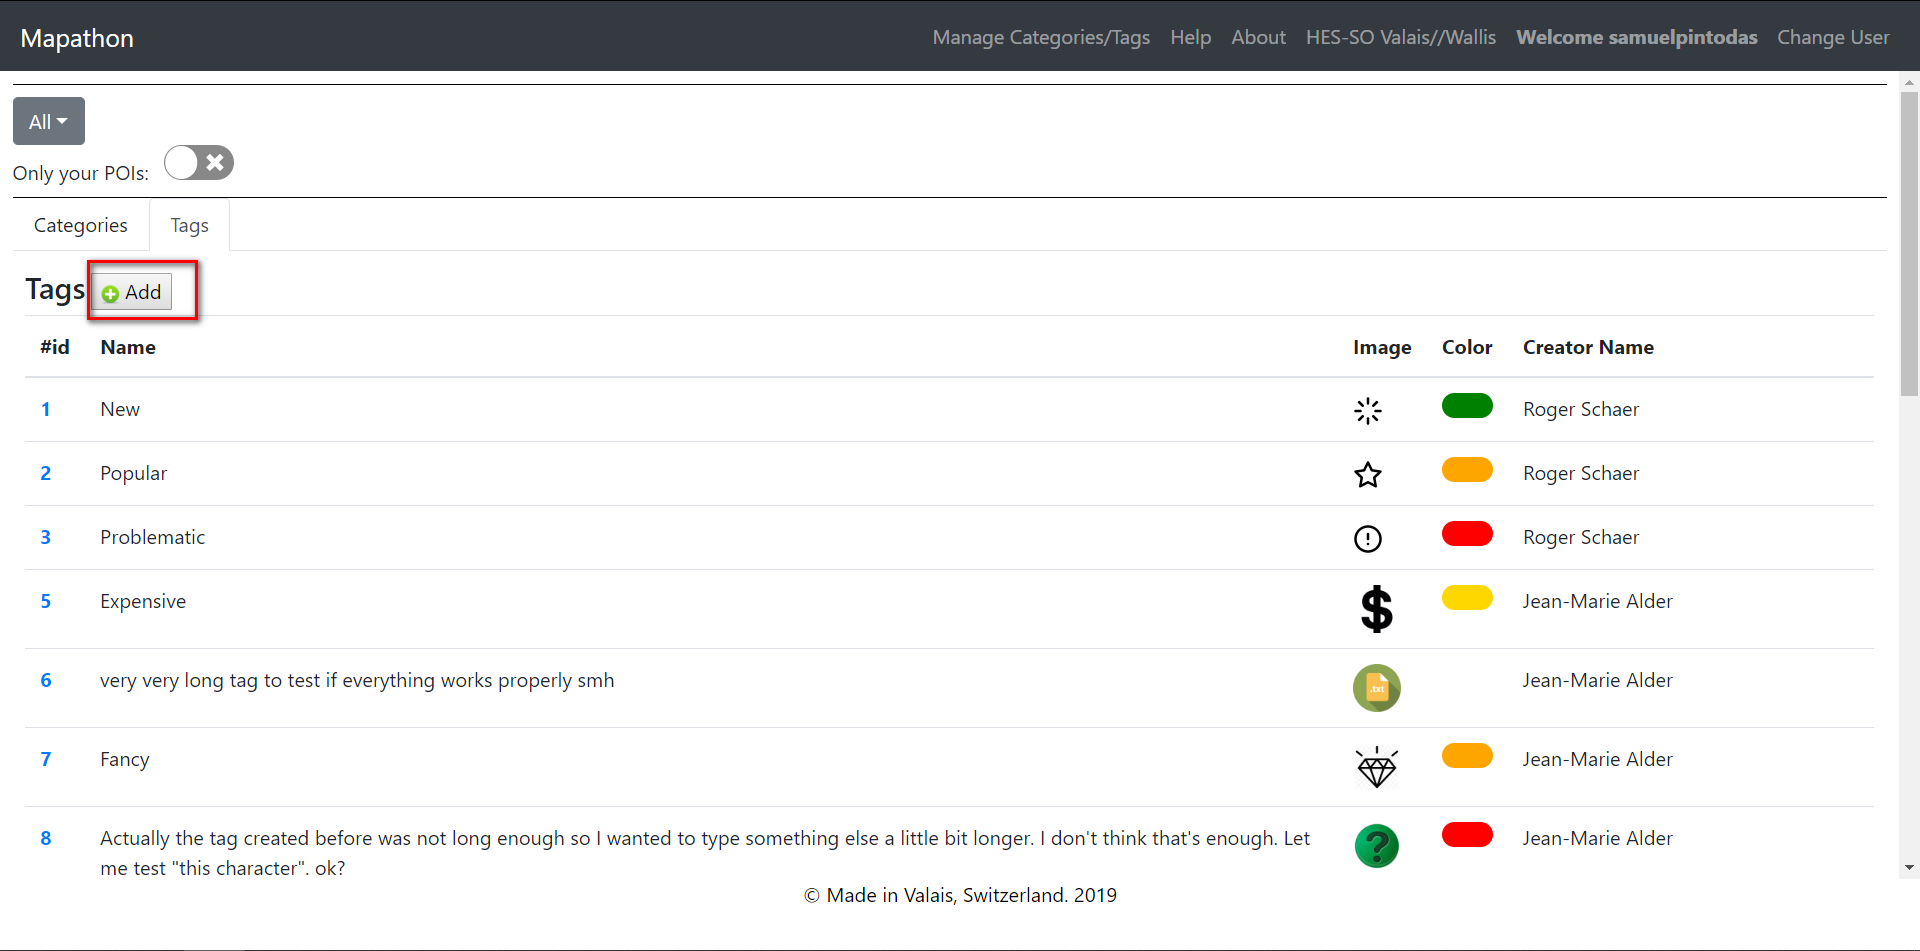 Mapathon
Manage Categories/Tags Help About HES-SO Valais//Wallis Welcome samuelpintodas Change User
All
Only your POIs:
Categories Tags
Tags Add
#id Name Image Color Creator Name
1 New Roger Schaer
2 Popular Roger Schaer
3 Problematic Roger Schaer
5 Expensive $ Jean-Marie Alder
6 very very long tag to test if everything works properly smh .txt Jean-Marie Alder
7 Fancy Jean-Marie Alder
8 Actually the tag created before was not long enough so I wanted to type something else a little bit longer. I don't think that's enough. Let ? Jean-Marie Alder
me test "this character". ok?
© Made in Valais, Switzerland. 2019